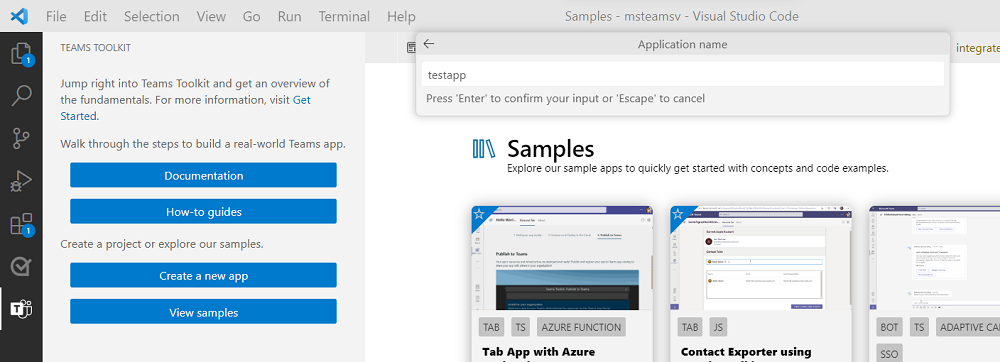 File Edit Selection View Go Run Terminal Help Samples - msteamsv - Visual Studio Code
TEAMS TOOLKIT
Application name
integrate
testapp
Press 'Enter' to confirm your input or 'Escape' to cancel
Jump right into Teams Toolkit and get an overview
of the fundamentals. For more information, visit Get
Started.
Walk through the steps to build a real-world Teams app.
Documentation
How-to guides
Create a project or explore our samples.
Create a new app
View samples
1
1
Samples
Explore our sample apps to quickly get started with concepts and code examples.
Publish to Teams
TAB TS AZURE FUNCTION
Tab App with Azure
TAB JS
Contact Exporter using
BOT TS ADAPTIVE CA
SSO